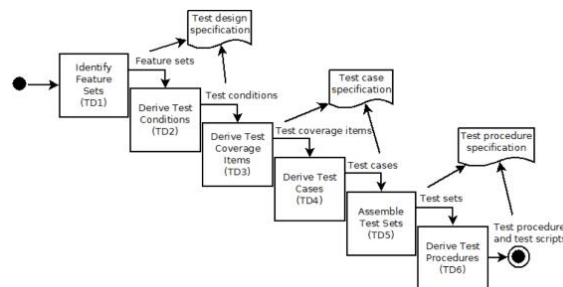 Test design
specification
Identify
Feature
Sets
(TD1)
Feature sets
Derive Test
Conditions
(TD2)
Test conditions
Test case
specification
Derive Test
Coverage
Items
(TD3)
Test coverage items
Derive Test
Cases
(TD4)
Test cases
Test procedure
specification
Assemble
Test Sets
(TD5)
Test sets
Derive Test
Procedures
(TD6)
Test procedure
and test scripts